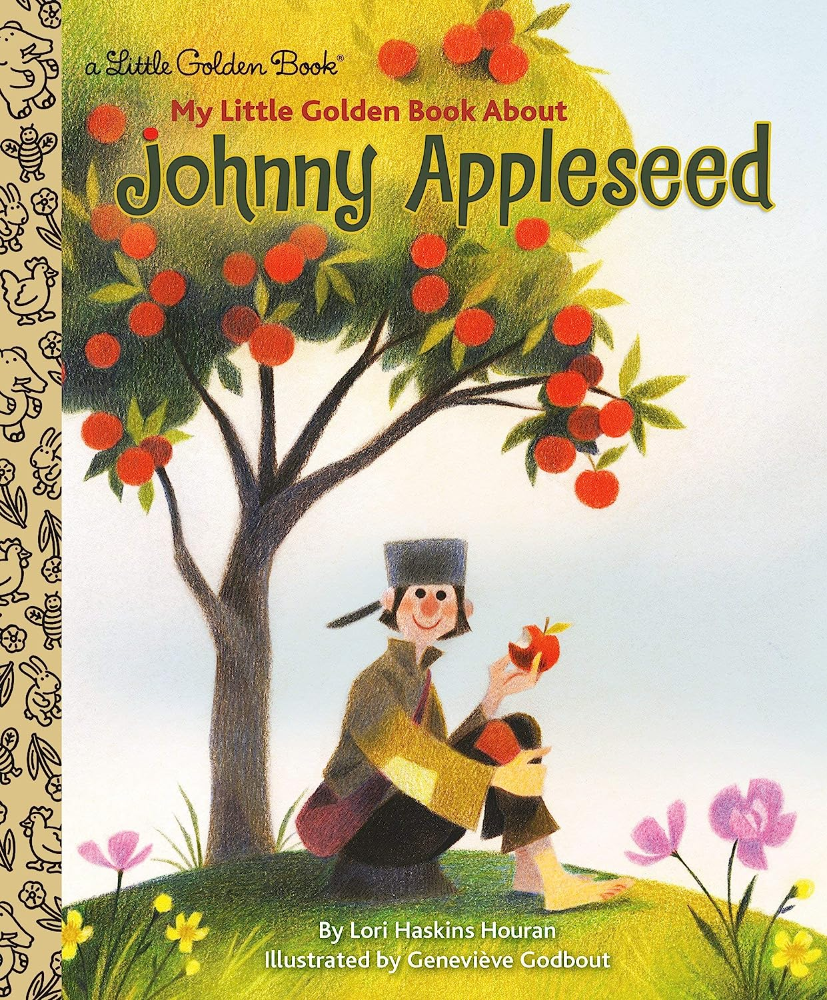 a Little Golden Book®
My Little Golden Book About
Johnny Appleseed
By Lori Haskins Houran
Illustrated by Geneviève Godbout